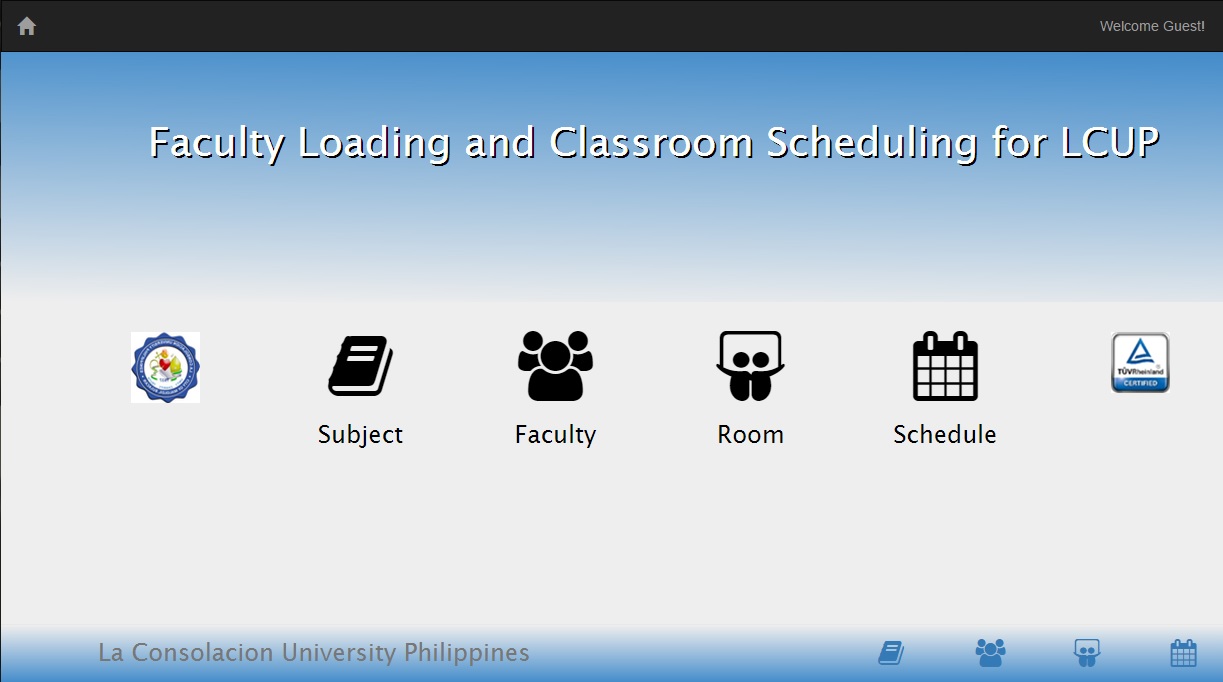 Welcome Guest!
Faculty Loading and Classroom Scheduling for LCUP
Subject
Faculty
Room
Schedule
TÜVRheinland
CERTIFIED
La Consolacion University Philippines